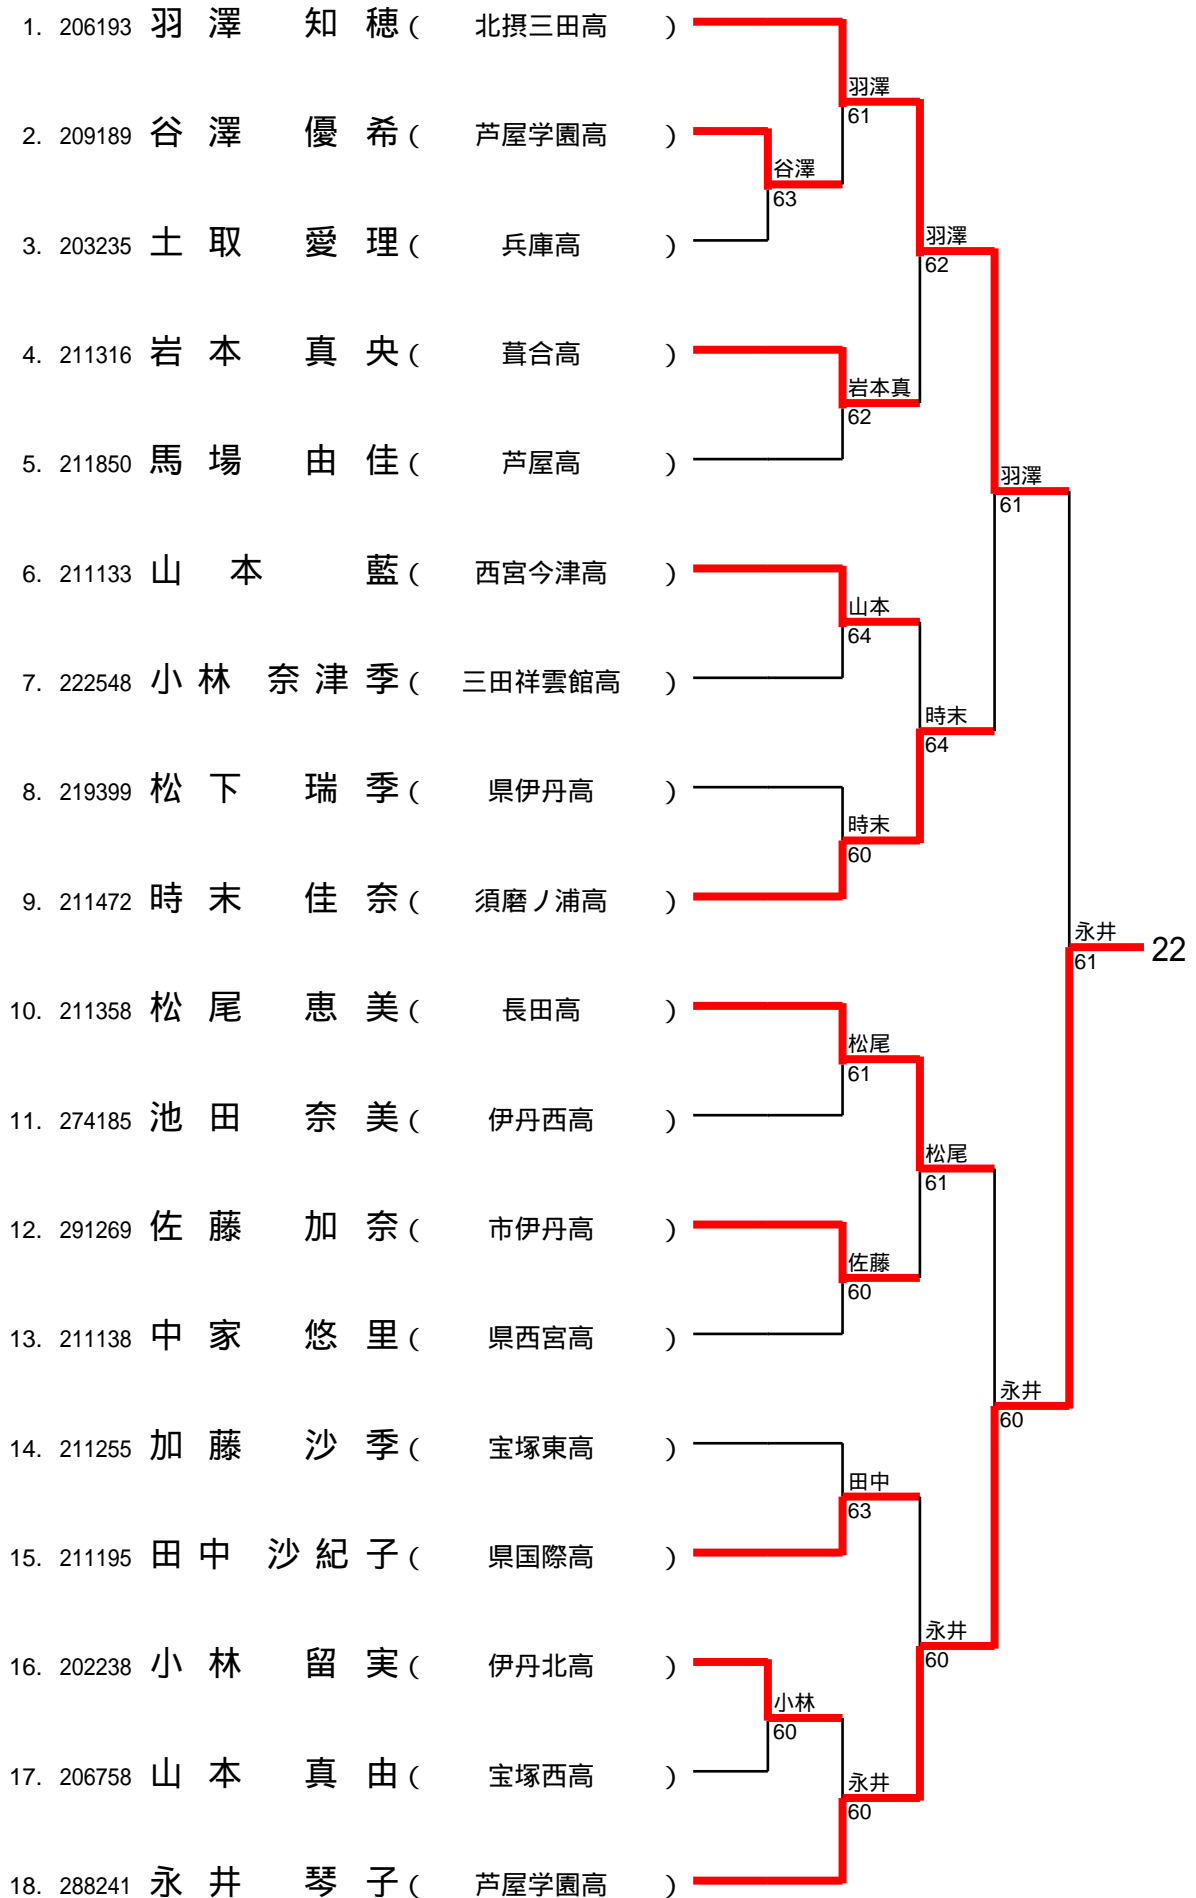 1. 206193 羽澤 知穂 ( 北摂三田高 )
羽澤
61
2. 209189 谷澤 優希 ( 芦屋学園高 )
谷澤
63
3. 203235 土取 愛理 ( 兵庫高 )
羽澤
62
4. 211316 岩本 真央 ( 葺合高 )
岩本真
62
5. 211850 馬場 由佳 ( 芦屋高 )
羽澤
61
6. 211133 山本 藍 ( 西宮今津高 )
山本
64
7. 222548 小林 奈津季 ( 三田祥雲館高 )
時末
64
8. 219399 松下 瑞季 ( 県伊丹高 )
時末
60
9. 211472 時末 佳奈 ( 須磨ノ浦高 )
永井
61
22
10. 211358 松尾 恵美 ( 長田高 )
松尾
61
11. 274185 池田 奈美 ( 伊丹西高 )
松尾
61
12. 291269 佐藤 加奈 ( 市伊丹高 )
佐藤
60
13. 211138 中家 悠里 ( 県西宮高 )
永井
60
14. 211255 加藤 沙季 ( 宝塚東高 )
田中
63
15. 211195 田中 沙紀子 ( 県国際高 )
永井
60
16. 202238 小林 留実 ( 伊丹北高 )
小林
60
17. 206758 山本 真由 ( 宝塚西高 )
永井
60
18. 288241 永井 琴子 ( 芦屋学園高 )